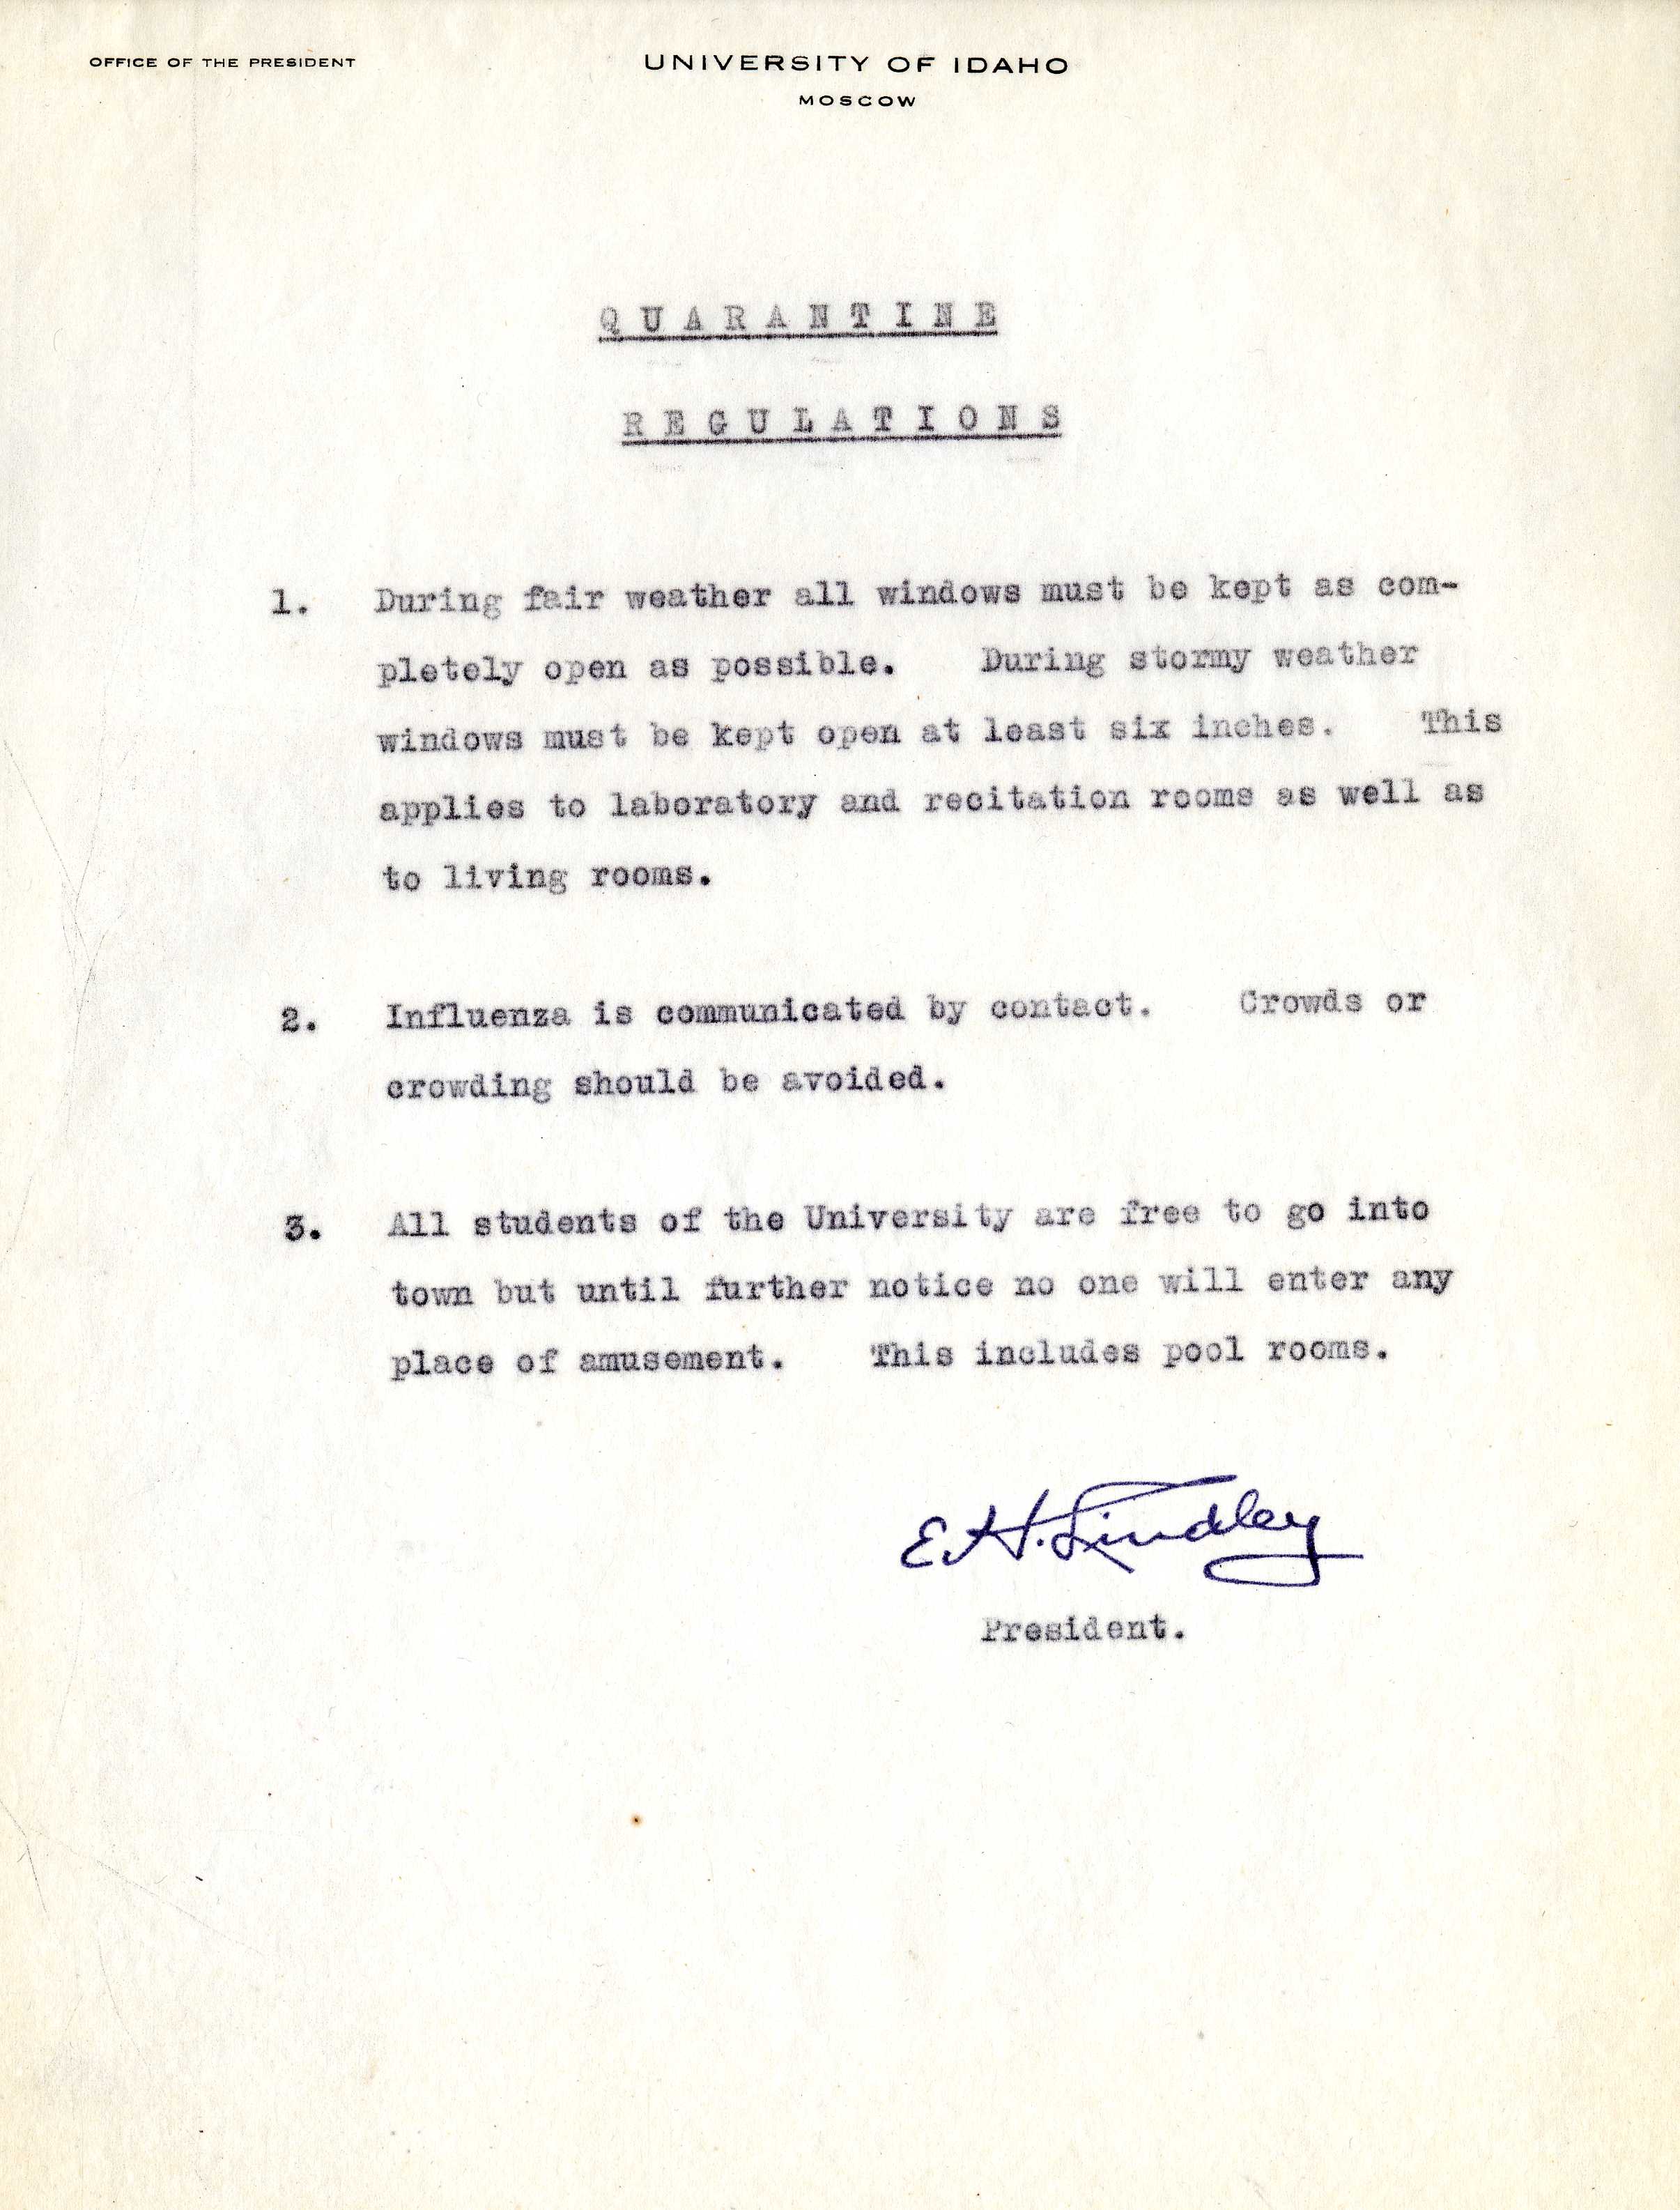 OFFICE OF THE PRESIDENT
UNIVERSITY OF IDAHO
MOSCOW
QUARANTINE
REGULATIONS
1. During fair weather all windows must be kept as com-
pletely open as possible. During stormy weather
windows must be kept open at least six inches. This
applies to laboratory and recitation rooms as well as
to living rooms.
2. Influenza is communicated by contact. Crowds or
crowding should be avoided.
3. All students of the University are free to go into
town but until further notice no one will enter any
place of amusement. This includes pool rooms.
E.H. Lindley
President.